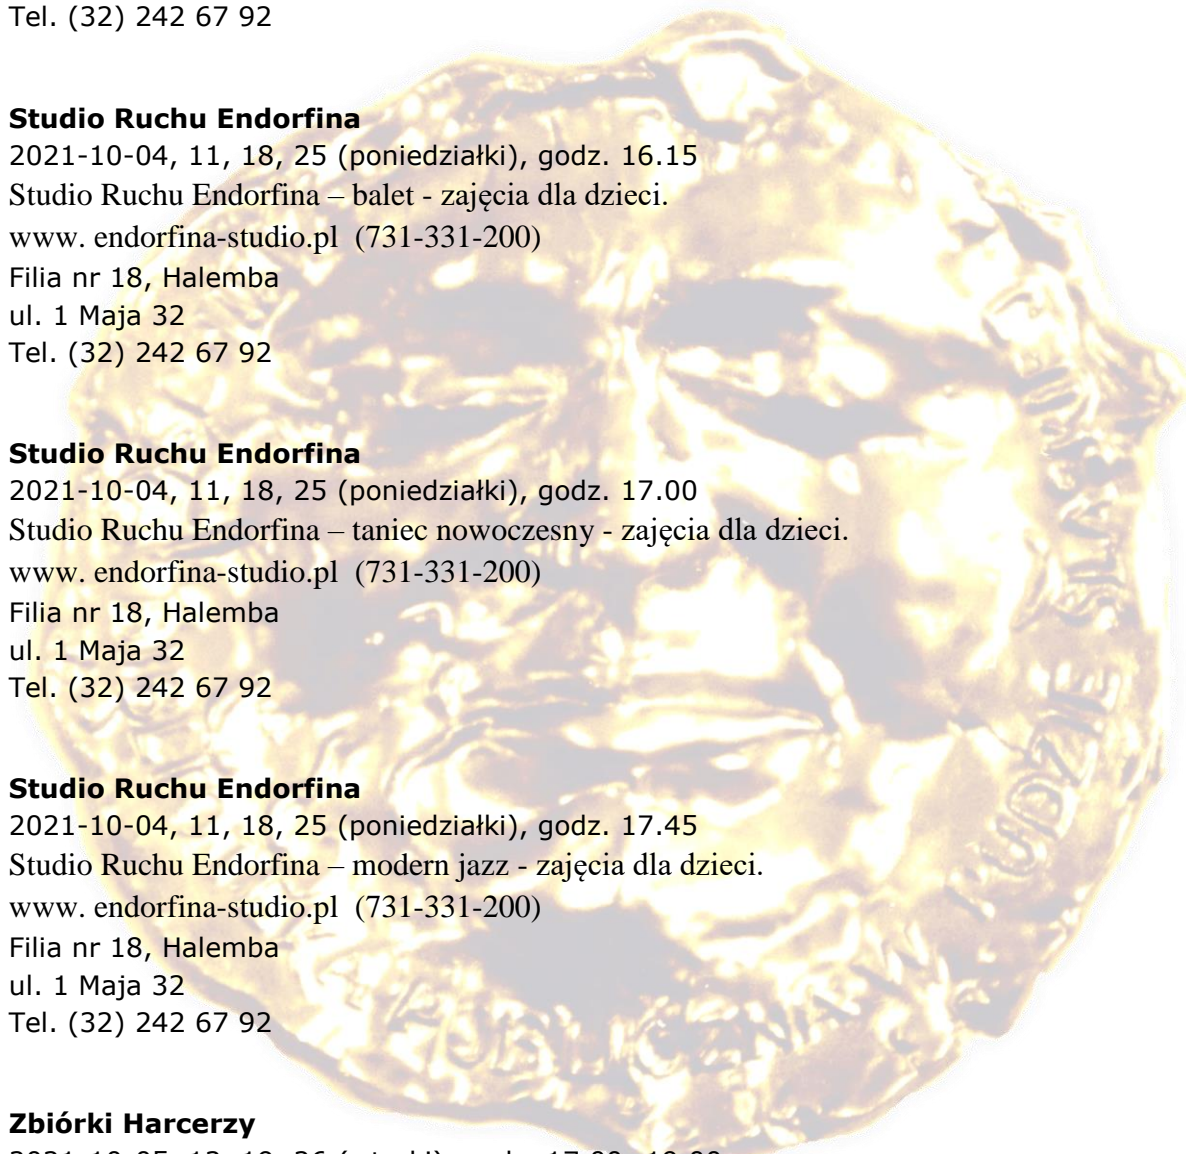 Tel. (32) 242 67 92
Studio Ruchu Endorfina
2021-10-04, 11, 18, 25 (poniedziałki), godz. 16.15
Studio Ruchu Endorfina – balet - zajęcia dla dzieci.
www. endorfina-studio.pl  (731-331-200)
Filia nr 18, Halemba
ul. 1 Maja 32
Tel. (32) 242 67 92
Studio Ruchu Endorfina
2021-10-04, 11, 18, 25 (poniedziałki), godz. 17.00
Studio Ruchu Endorfina – taniec nowoczesny - zajęcia dla dzieci.
www. endorfina-studio.pl  (731-331-200)
Filia nr 18, Halemba
ul. 1 Maja 32
Tel. (32) 242 67 92
Studio Ruchu Endorfina
2021-10-04, 11, 18, 25 (poniedziałki), godz. 17.45
Studio Ruchu Endorfina – modern jazz - zajęcia dla dzieci.
www. endorfina-studio.pl  (731-331-200)
Filia nr 18, Halemba
ul. 1 Maja 32
Tel. (32) 242 67 92
Zbiórki Harcerzy